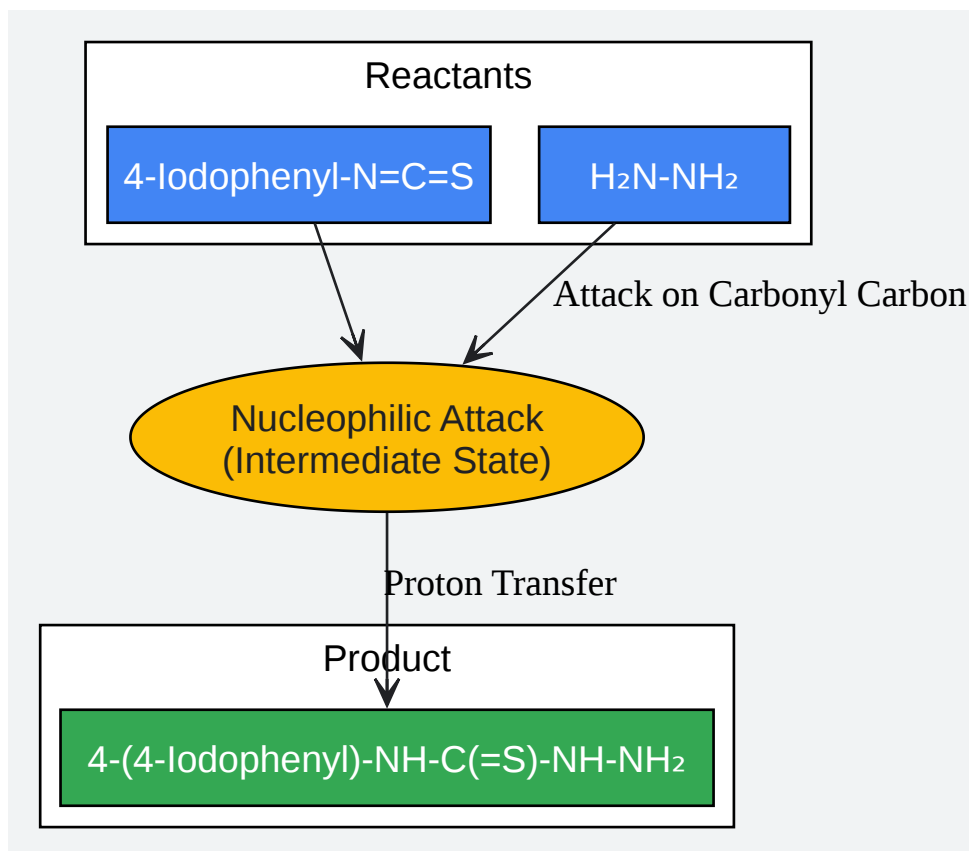 Reactants
4-Iodophenyl-N=C=S
H₂N-NH₂
Attack on Carbonyl Carbon
Nucleophilic Attack
(Intermediate State)
Proton Transfer
Product
4-(4-Iodophenyl)-NH-C(=S)-NH-NH₂